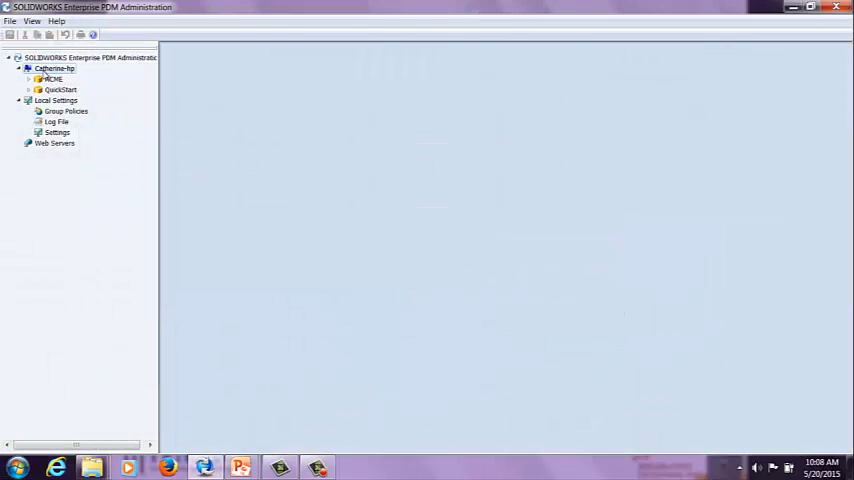 SOLIDWORKS Enterprise PDM Administration
File View Help
SOLIDWORKS Enterprise PDM Administratic
Catherine-hp
ACME
QuickStart
Local Settings
Group Policies
Log File
Settings
Web Servers
10:08 AM
5/20/2015